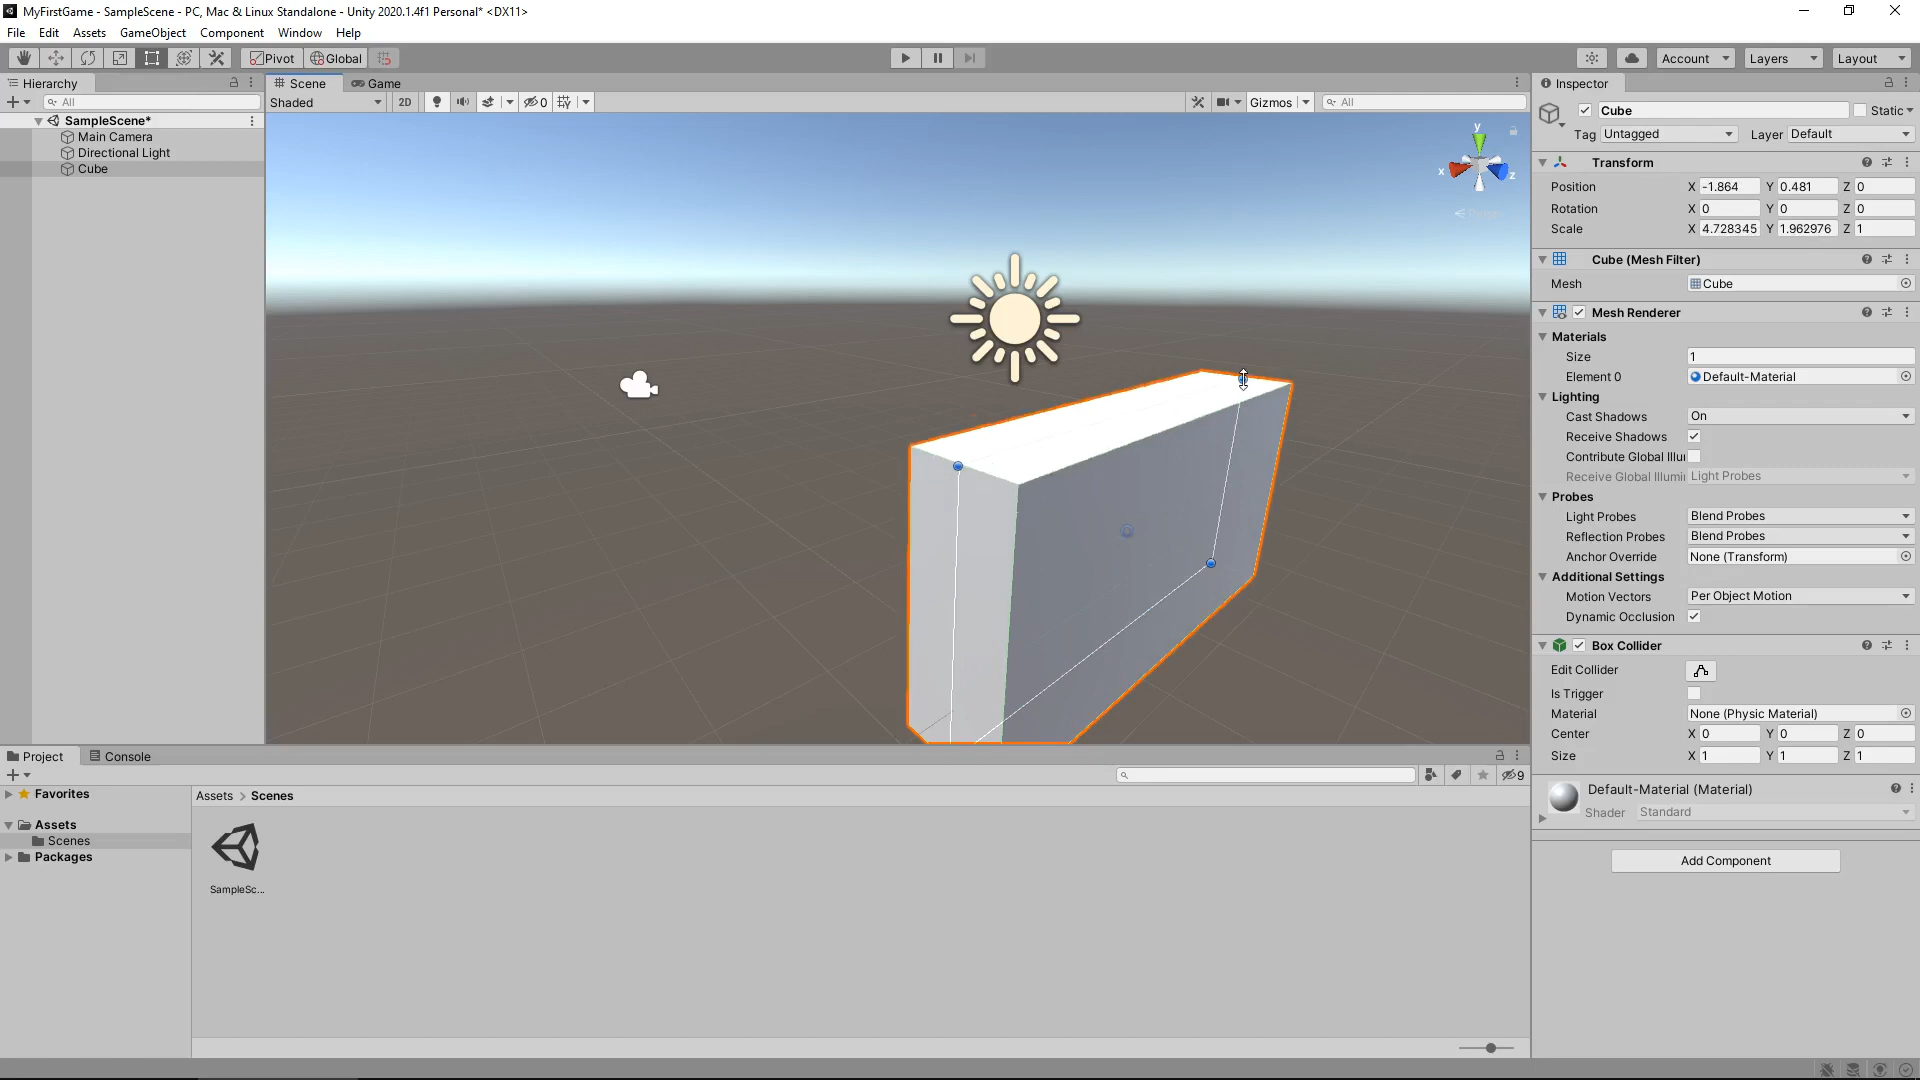 MyFirstGame - SampleScene - PC, Mac & Linux Standalone - Unity 2020.1.4f1 Personal* <DX11>
File Edit Assets GameObject Component Window Help
Pivot Global Account Layers Layout
Hierarchy Scene Game Inspector
All Shaded 2D 0 Gizmos All
SampleScene*
Main Camera
Directional Light
Cube
y
x
z
Cube Static
Tag Untagged Layer Default
Transform
Position X -1.864 Y 0.481 Z 0
Rotation X 0 Y 0 Z 0
Scale X 4.728345 Y 1.962976 Z 1
Cube (Mesh Filter)
Mesh Cube
Mesh Renderer
Materials
Size 1
Element 0 Default-Material
Lighting
Cast Shadows On
Receive Shadows
Contribute Global Illu
Receive Global Illumi Light Probes
Probes
Light Probes Blend Probes
Reflection Probes Blend Probes
Anchor Override None (Transform)
Additional Settings
Motion Vectors Per Object Motion
Dynamic Occlusion
Box Collider
Edit Collider
Is Trigger
Material None (Physic Material)
Center X 0 Y 0 Z 0
Size X 1 Y 1 Z 1
Default-Material (Material)
Shader Standard
Add Component
Project Console
9
Favorites
Assets
Scenes
Packages
Assets > Scenes
SampleSc...